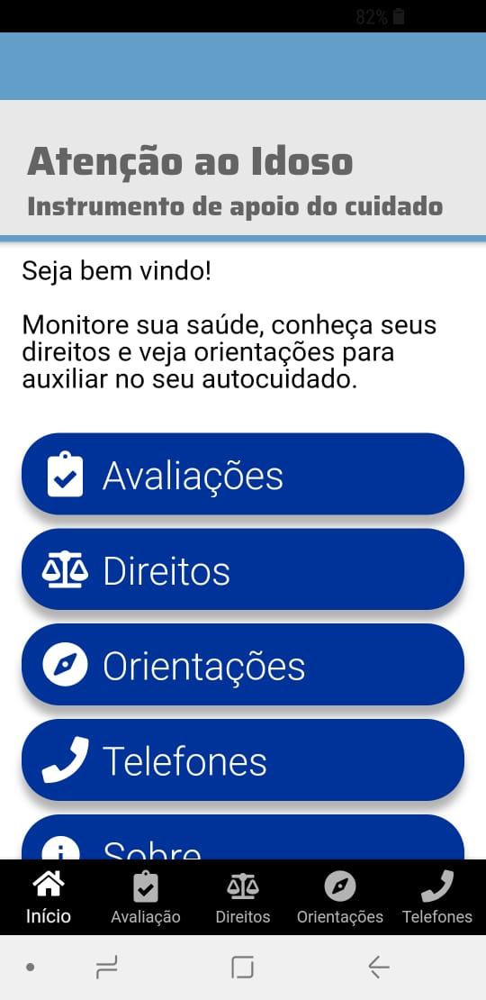 82%
Atenção ao Idoso
Instrumento de apoio do cuidado
Seja bem vindo!
Monitore sua saúde, conheça seus
direitos e veja orientações para
auxiliar no seu autocuidado.
Avaliações
Direitos
Orientações
Telefones
Sobre
Início
Avaliação
Direitos
Orientações
Telefones